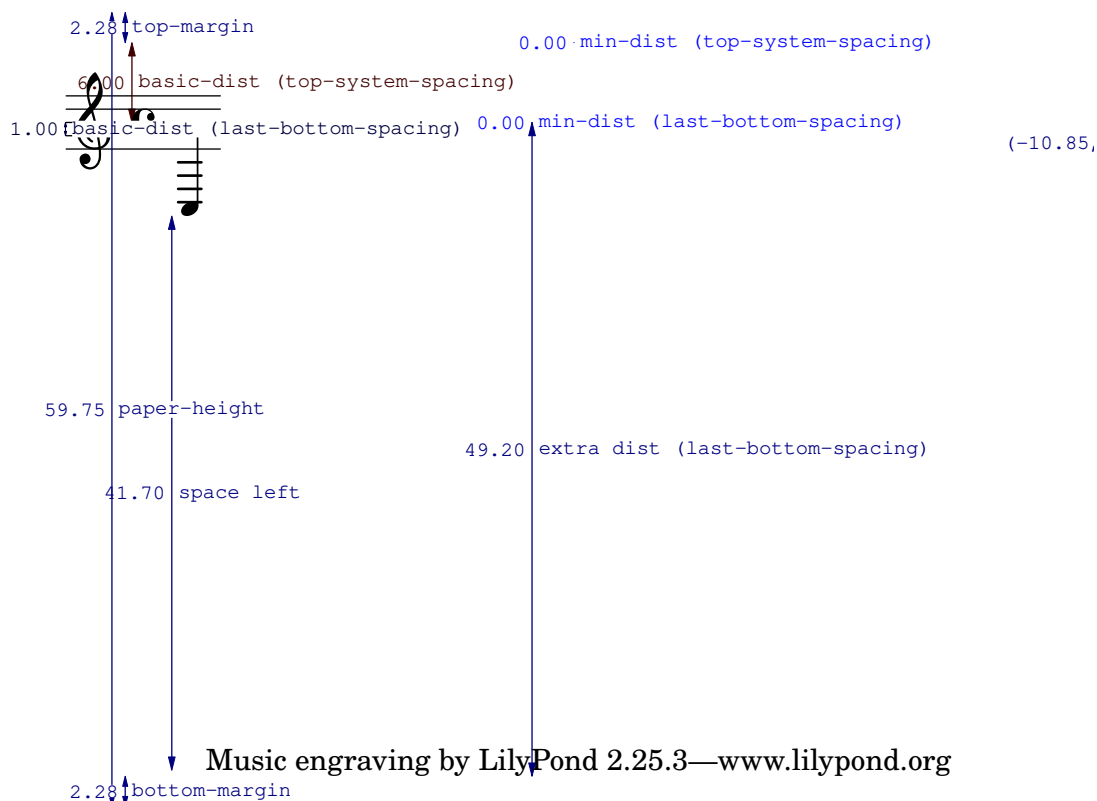 2.28 top-margin
0.00 min-dist (top-system-spacing)
6.00 basic-dist (top-system-spacing)
1.00 basic-dist (last-bottom-spacing)
0.00 min-dist (last-bottom-spacing)
(-10.85,
59.75 paper-height
49.20 extra dist (last-bottom-spacing)
41.70 space left
Music engraving by LilyPond 2.25.3—www.lilypond.org
2.28 bottom-margin